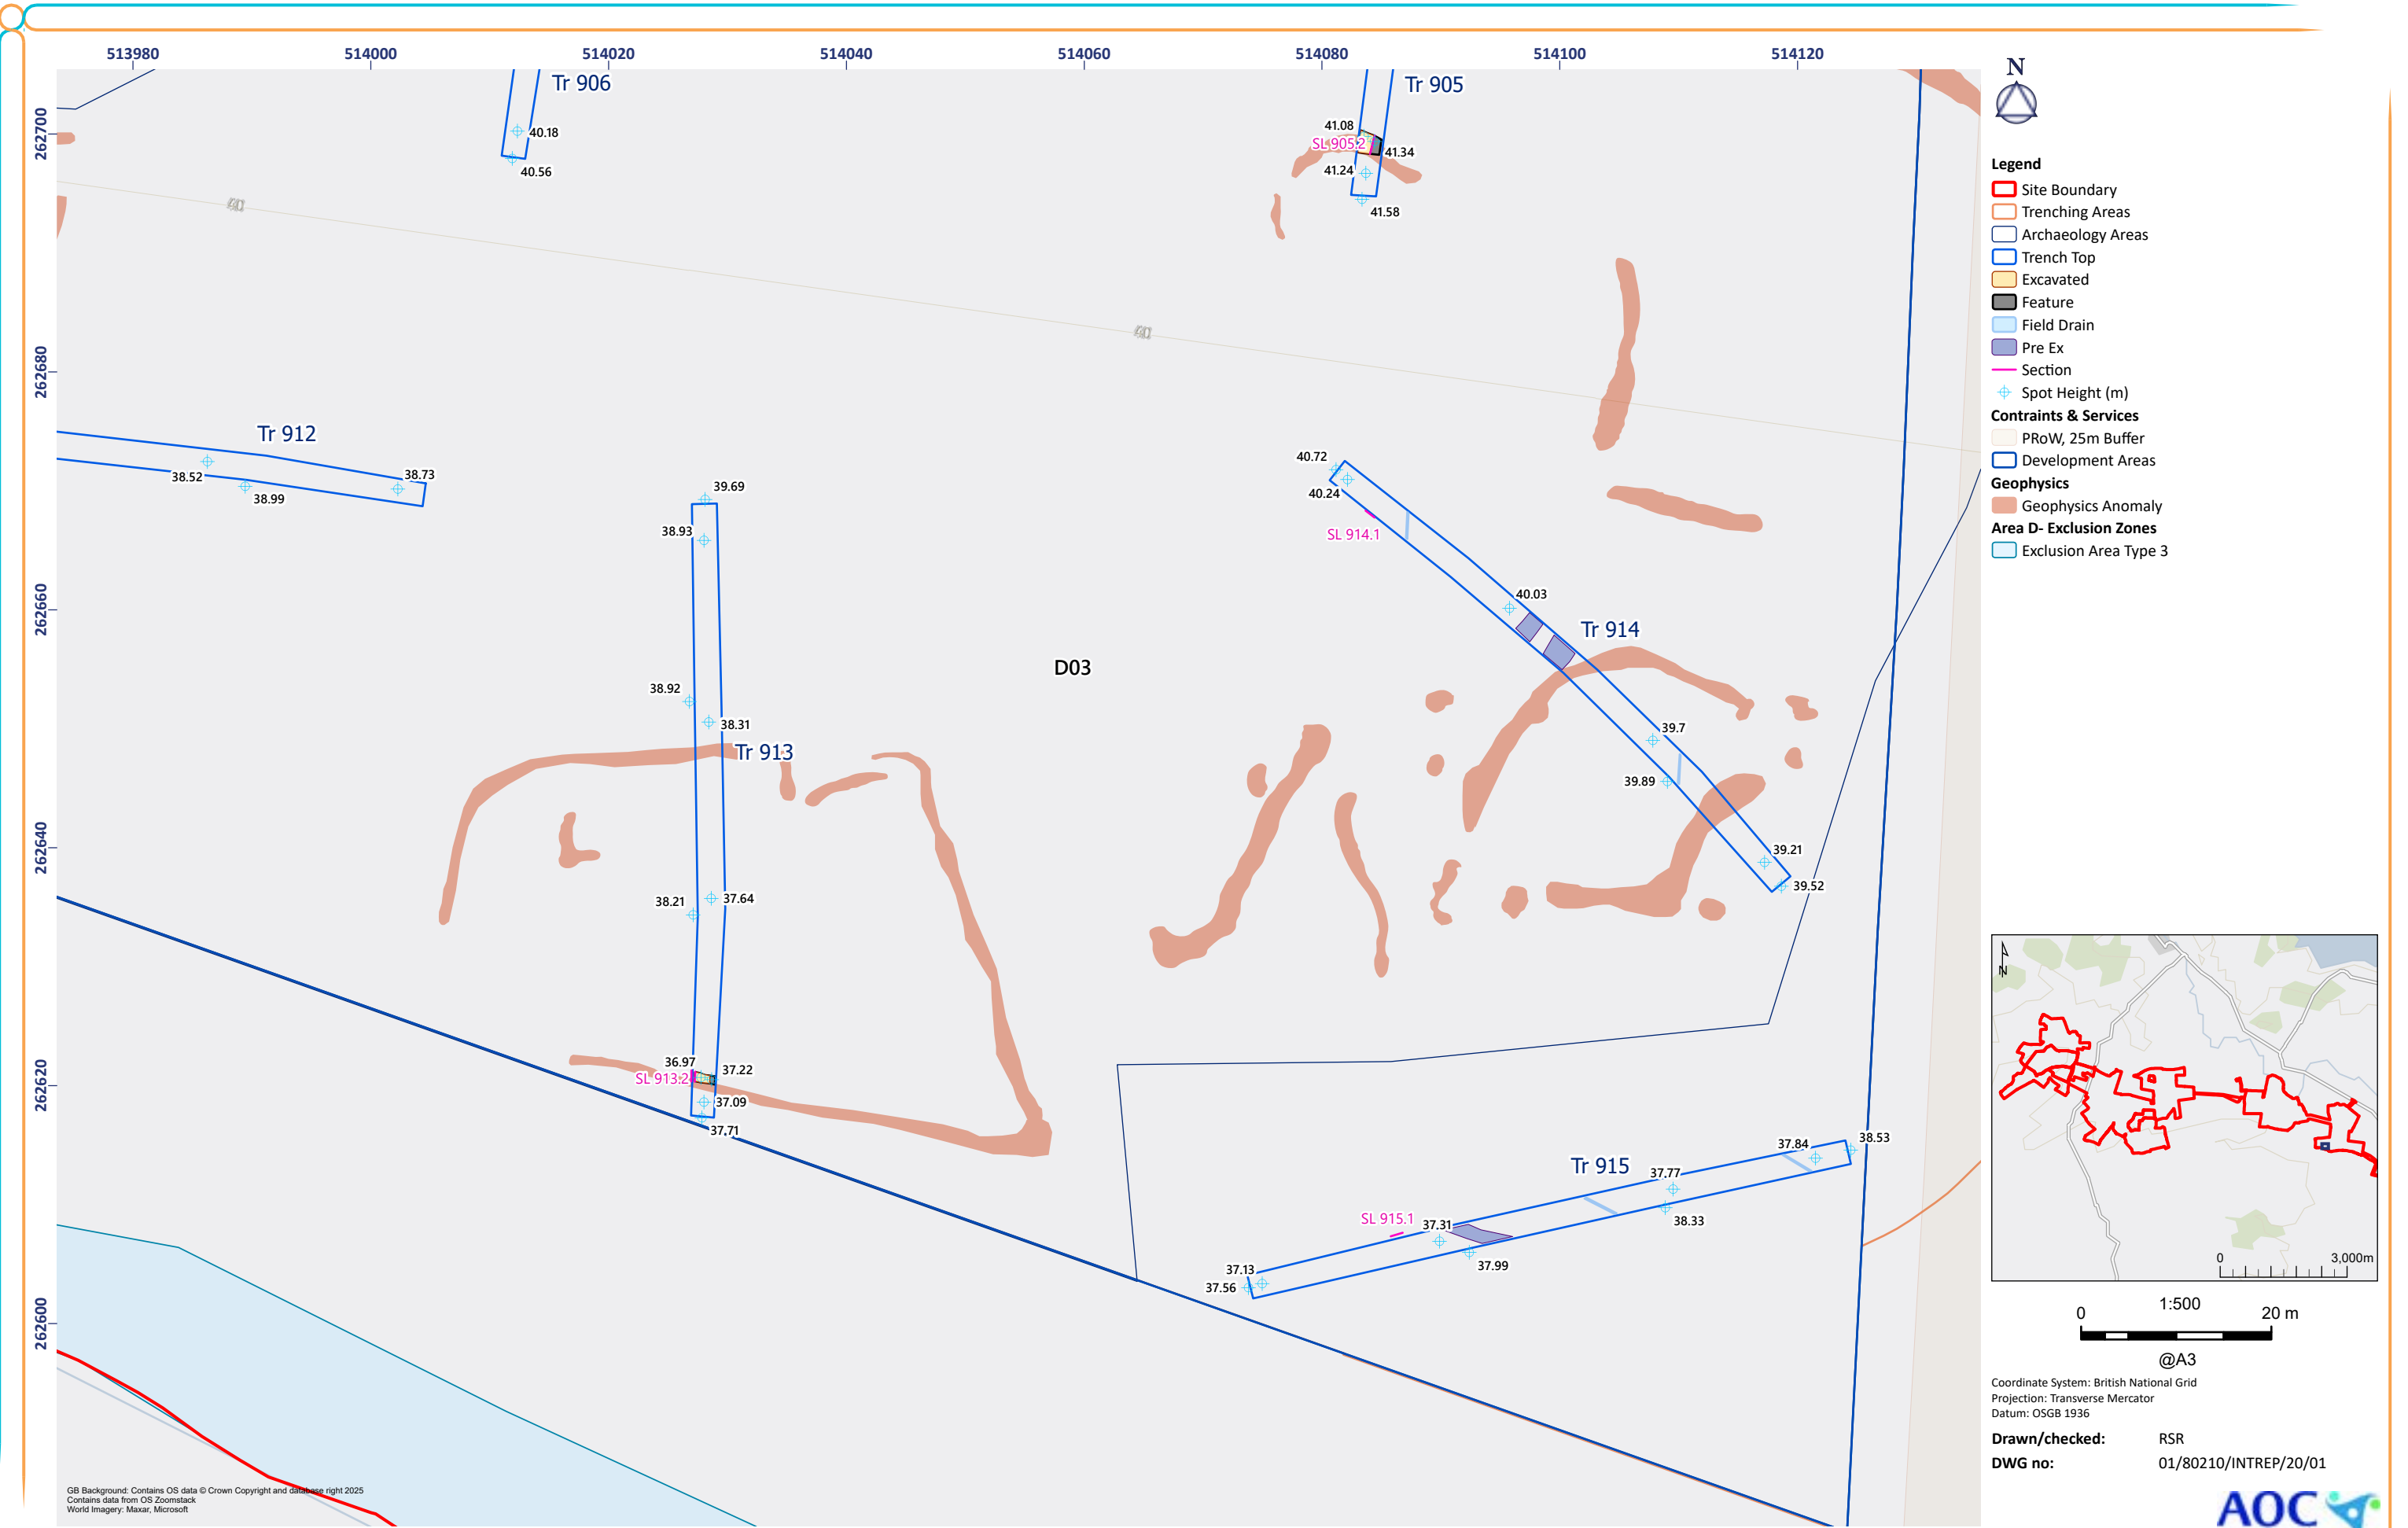 513980 514000 514020 514040 514060 514080 514100 514120
262700
262680
262660
262640
262620
262600
Tr 906
40.18
40.56
Tr 905
41.08
SL 905.2
41.34
41.24
41.58
Tr 912
38.52
38.99
38.73
39.69
38.93
38.92
38.31
Tr 913
38.21
37.64
36.97
SL 913.2
37.22
37.09
37.71
D03
40.72
40.24
SL 914.1
40.03
Tr 914
39.7
39.89
39.21
39.52
Tr 915
37.84
38.53
37.77
38.33
SL 915.1
37.31
37.99
37.13
37.56
GB Background: Contains OS data © Crown Copyright and database right 2025
Contains data from OS Zoomstack
World Imagery: Maxar, Microsoft
N
Legend
Site Boundary
Trenching Areas
Archaeology Areas
Trench Top
Excavated
Feature
Field Drain
Pre Ex
Section
Spot Height (m)
Contraints & Services
PRoW, 25m Buffer
Development Areas
Geophysics
Geophysics Anomaly
Area D- Exclusion Zones
Exclusion Area Type 3
N
0 3,000m
1:500
0 20 m
@A3
Coordinate System: British National Grid
Projection: Transverse Mercator
Datum: OSGB 1936
Drawn/checked: RSR
DWG no: 01/80210/INTREP/20/01
AOC